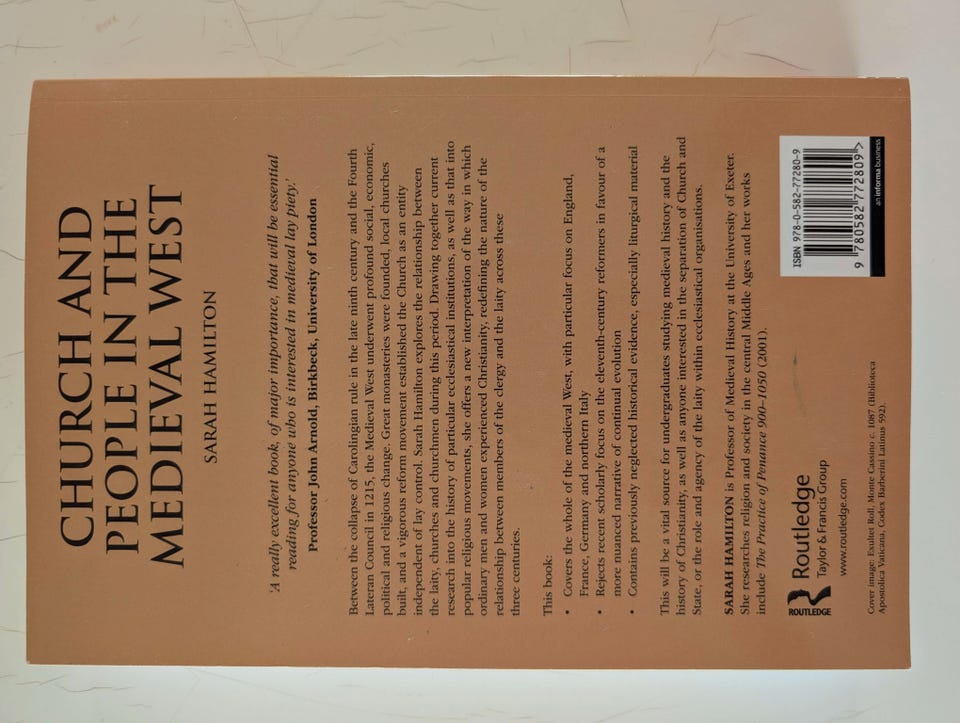 CHURCH AND
PEOPLE IN THE
MEDIEVAL WEST
SARAH HAMILTON
'A really excellent book, of major importance, that will be essential
reading for anyone who is interested in medieval lay piety.'
Professor John Arnold, Birkbeck, University of London
Between the collapse of Carolingian rule in the late ninth century and the Fourth
Lateran Council in 1215, the Medieval West underwent profound social, economic,
political and religious change. Great monasteries were founded, local churches
built, and a vigorous reform movement established the Church as an entity
independent of lay control. Sarah Hamilton explores the relationship between
the laity, churches and churchmen during this period. Drawing together current
research into the history of particular ecclesiastical institutions, as well as that into
popular religious movements, she offers a new interpretation of the way in which
ordinary men and women experienced Christianity, redefining the nature of the
relationship between members of the clergy and the laity across these
three centuries.
This book:
• Covers the whole of the medieval West, with particular focus on England,
France, Germany and northern Italy
• Rejects recent scholarly focus on the eleventh-century reformers in favour of a
more nuanced narrative of continual evolution
• Contains previously neglected historical evidence, especially liturgical material
This will be a vital source for undergraduates studying medieval history and the
history of Christianity, as well as anyone interested in the separation of Church and
State, or the role and agency of the laity within ecclesiastical organisations.
SARAH HAMILTON is Professor of Medieval History at the University of Exeter.
She researches religion and society in the central Middle Ages and her works
include The Practice of Penance 900–1050 (2001).
ROUTLEDGE
Routledge
Taylor & Francis Group
www.routledge.com
Cover image: Exultet Roll, Monte Cassino c. 1087 (Biblioteca
Apostolica Vaticana, Codex Barberini Latinus 592).
ISBN 978-0-582-77280-9
9 780582 772809 >
an informa business